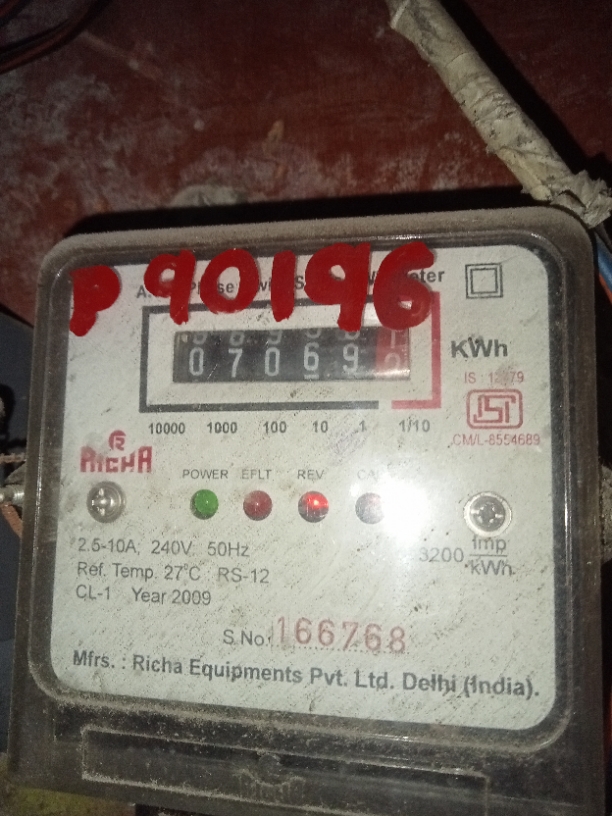 P 90196
07069
KWh
IS : 13779
CM/L-8554689
10000 1000 100 10 1 1/10
RICHA
POWER EFLT REV
2.5-10A, 240V, 50Hz
3200 imp/kWh
Ref. Temp. 27°C RS-12
CL-1 Year 2009
S.No. 166768
Mfrs. : Richa Equipments Pvt. Ltd. Delhi (India).